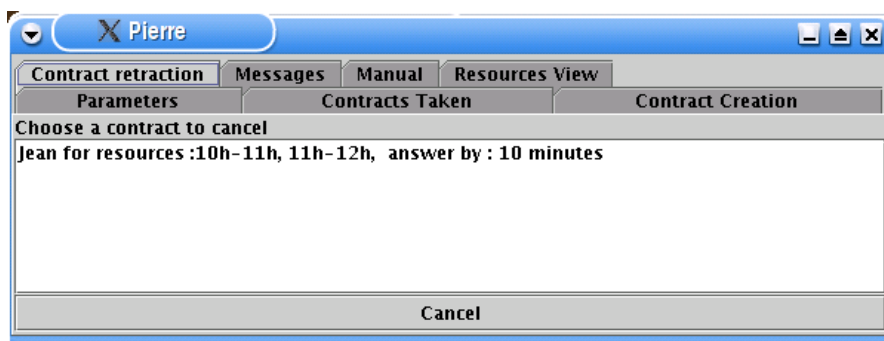 Pierre
Contract retraction Messages Manual Resources View
Parameters Contracts Taken Contract Creation
Choose a contract to cancel
Jean for resources :10h-11h, 11h-12h,  answer by : 10 minutes
Cancel